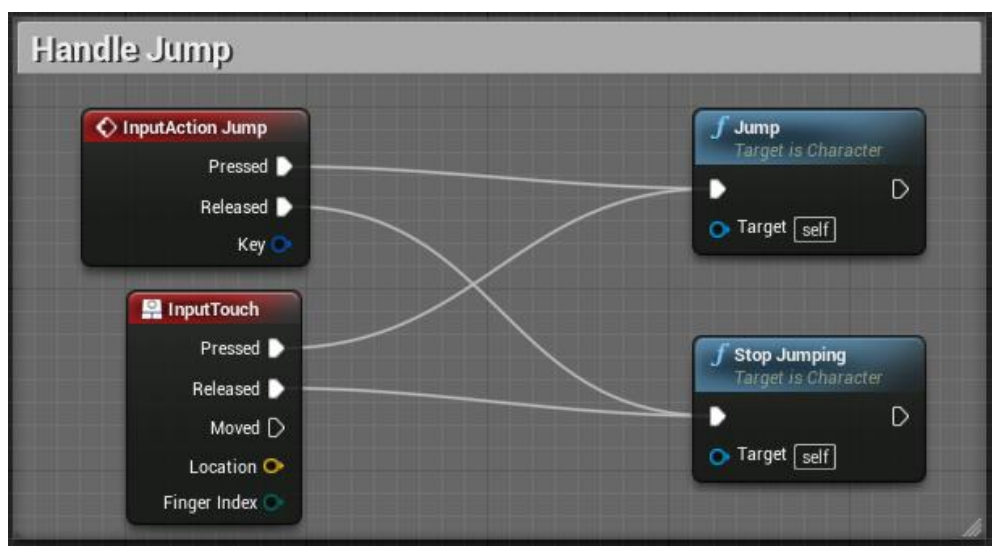 Handle Jump
InputAction Jump
Pressed
Released
Key
InputTouch
Pressed
Released
Moved
Location
Finger Index
f Jump
Target is Character
Target self
f Stop Jumping
Target is Character
Target self